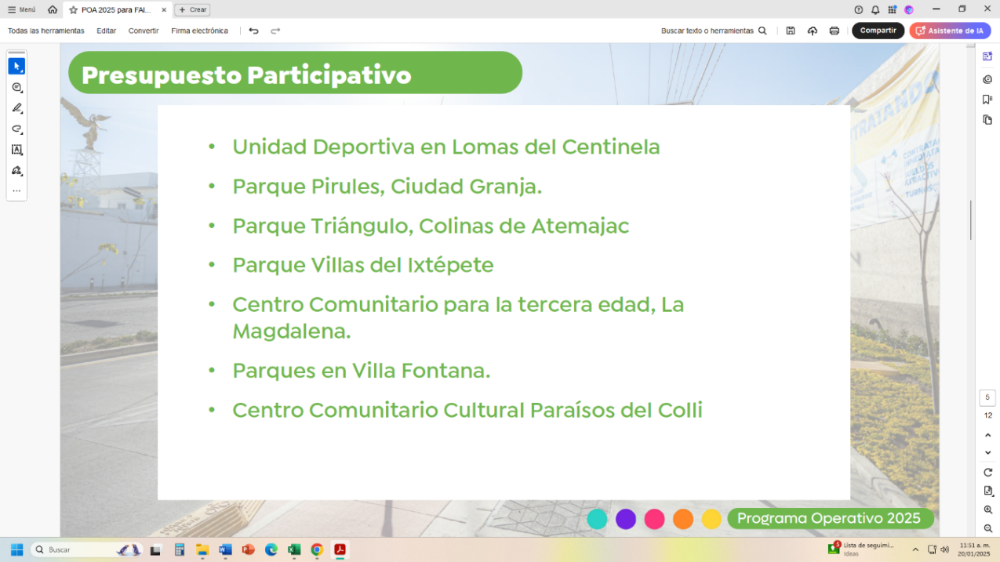 Menú
POA 2025 para FAI...
Crear
Todas las herramientas
Editar
Convertir
Firma electrónica
Buscar texto o herramientas
Compartir
Asistente de IA
Presupuesto Participativo
• Unidad Deportiva en Lomas del Centinela
• Parque Pirules, Ciudad Granja.
• Parque Triángulo, Colinas de Atemajac
• Parque Villas del Ixtépete
• Centro Comunitario para la tercera edad, La
Magdalena.
• Parques en Villa Fontana.
• Centro Comunitario Cultural Paraísos del Colli
TRATANDO
5
12
Programa Operativo 2025
Buscar
5
Lista de seguimi...
Ideas
11:51 a. m.
20/01/2025